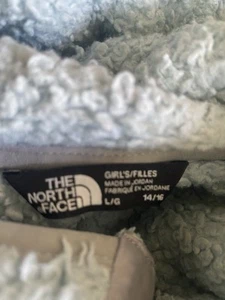 THE
NORTH
FACE
GIRL'S/FILLES
MADE IN JORDAN
FABRIQUÉ EN JORDANIE
L/G 14/16